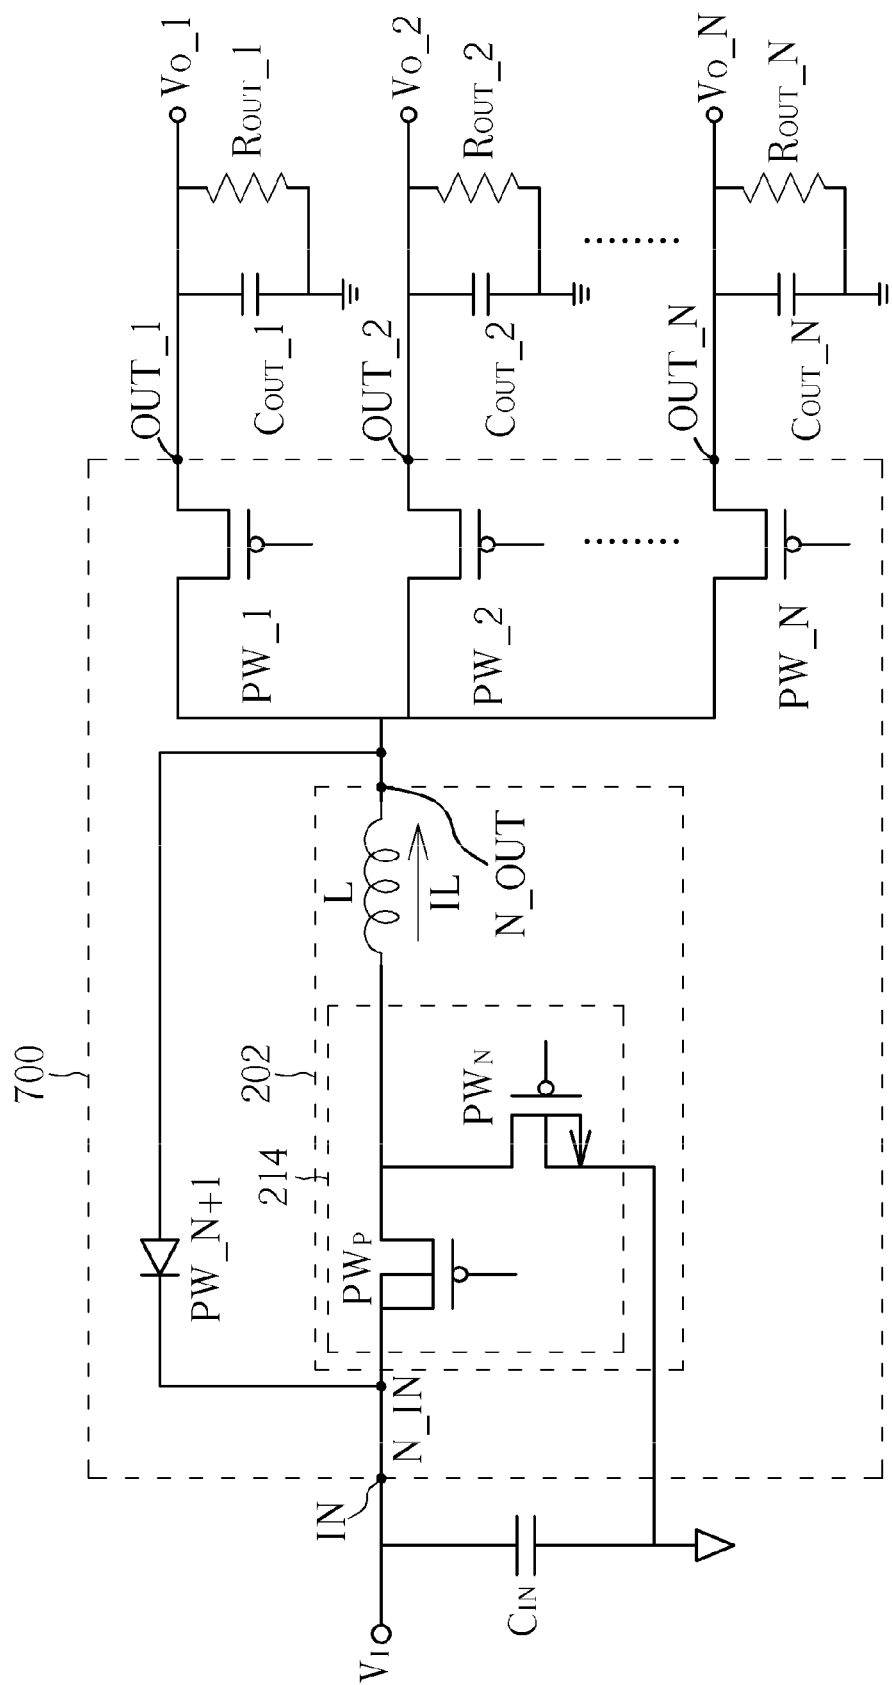 700
PW_N+1
202
214
VI
IN
N_IN
CIN
PWP
PWN
L
IL
N_OUT
PW_1
OUT_1
COUT_1
ROUT_1
VO_1
PW_2
OUT_2
COUT_2
ROUT_2
VO_2
........
........
PW_N
OUT_N
COUT_N
ROUT_N
VO_N